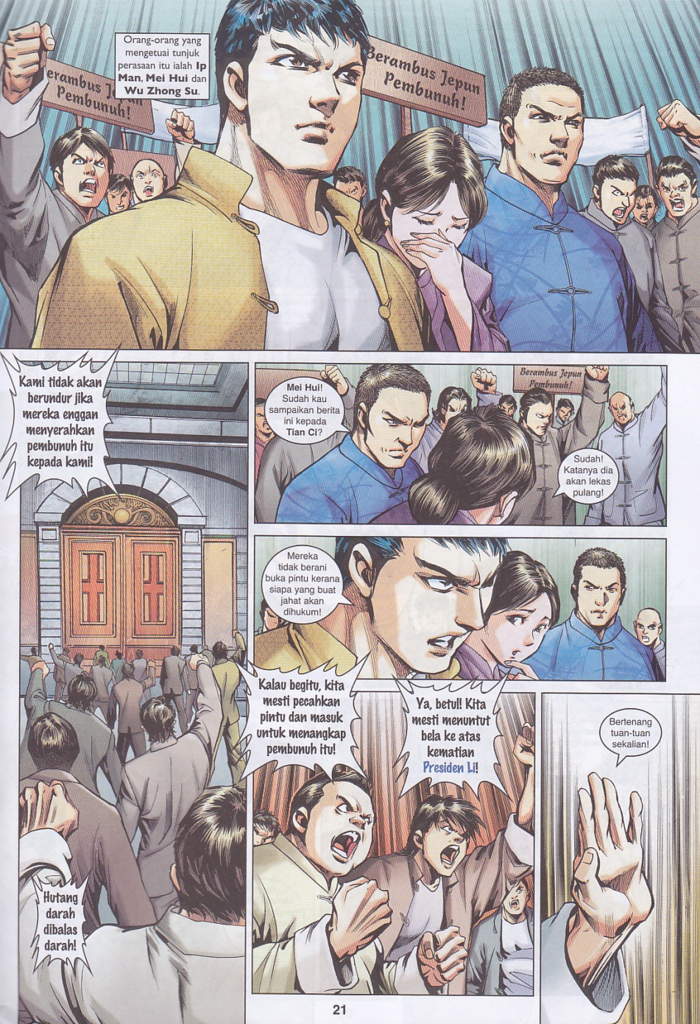 Orang-orang yang
mengetuai tunjuk
perasaan itu ialah Ip
Man, Mei Hui dan
Wu Zhong Su.
erambus Jepun
Pembunuh!
Berambus Jepun
Pembunuh!
Kami tidak akan
berundur selagi
mereka enggan
menyerahkan
pembunuh itu
kepada kami!
Hutang
darah
dibalas
darah!
Mei Hui!
Sudah kau
sampaikan berita
ini kepada
Tian Ci?
Berambus Jepun
Pembunuh!
Sudah!
Katanya dia
akan lekas
pulang!
Mereka
tidak berani
buka pintu kerana
siapa yang buat
jahat akan
dihukum!
Kalau begitu, kita
mesti pecahkan
pintu dan masuk
untuk menangkap
pembunuh itu!
Ya, betul! Kita
mesti menuntut
bela ke atas
kematian
Presiden Li!
Bertenang
tuan-tuan
sekalian!
21